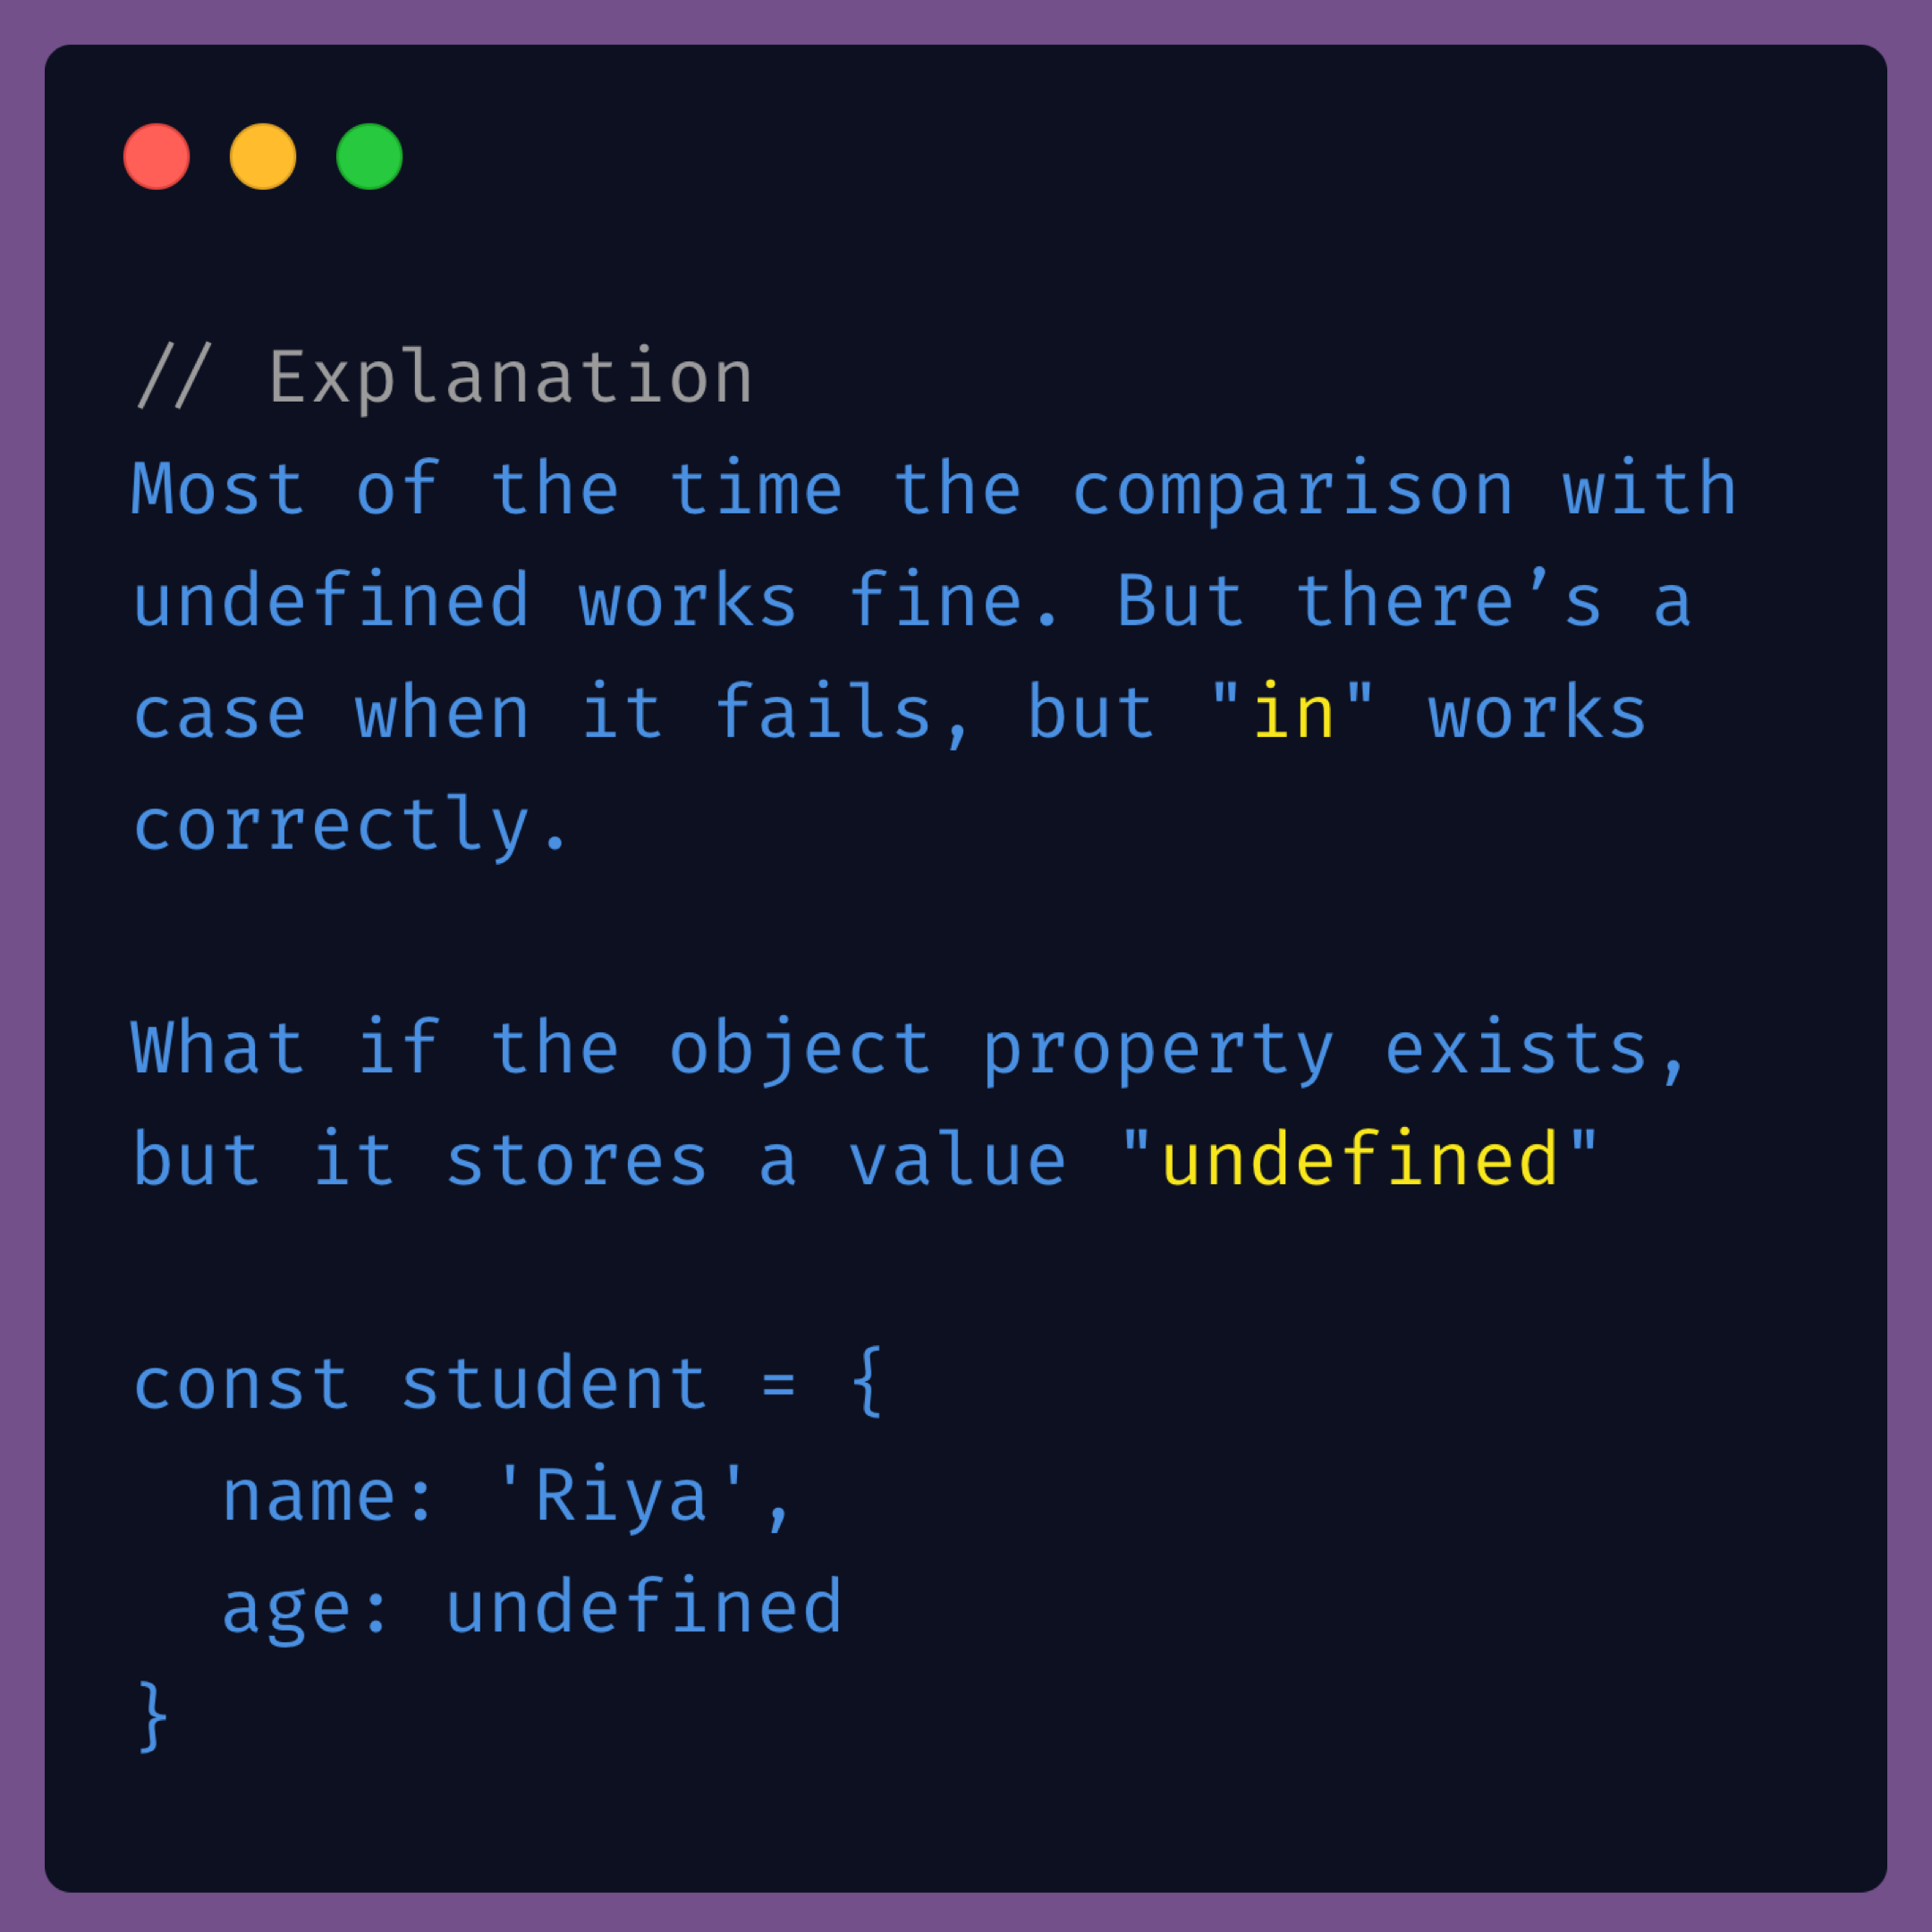 // Explanation
Most of the time the comparison with
undefined works fine. But there’s a
case when it fails, but "in" works
correctly.
What if the object property exists,
but it stores a value "undefined"
const student = {
  name: 'Riya',
  age: undefined
}